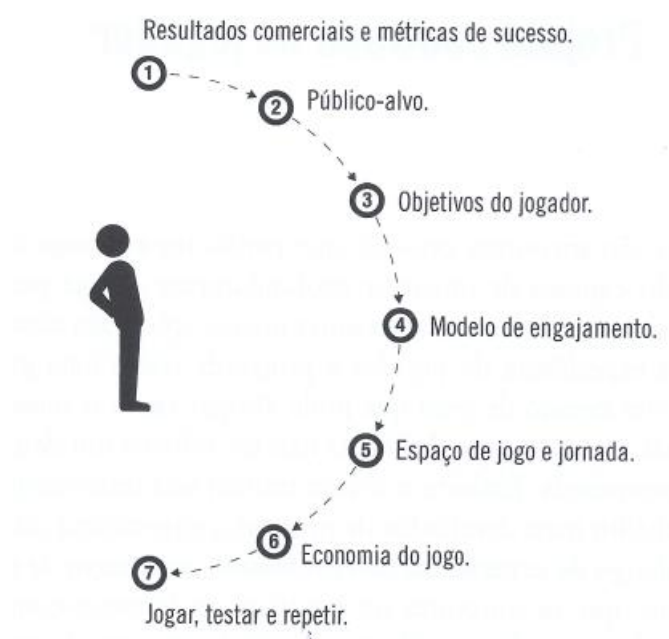 Resultados comerciais e métricas de sucesso.
1
2 Público-alvo.
3 Objetivos do jogador.
4 Modelo de engajamento.
5 Espaço de jogo e jornada.
6 Economia do jogo.
7
Jogar, testar e repetir.